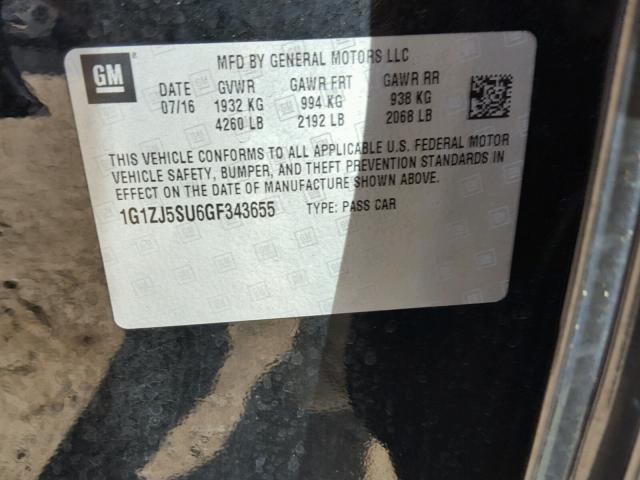 GM
MFD BY GENERAL MOTORS LLC
DATE GVWR GAWR FRT GAWR RR
07/16 1932 KG 994 KG 938 KG
4260 LB 2192 LB 2068 LB
THIS VEHICLE CONFORMS TO ALL APPLICABLE U.S. FEDERAL MOTOR
VEHICLE SAFETY, BUMPER, AND THEFT PREVENTION STANDARDS IN
EFFECT ON THE DATE OF MANUFACTURE SHOWN ABOVE.
1G1ZJ5SU6GF343655 TYPE: PASS CAR